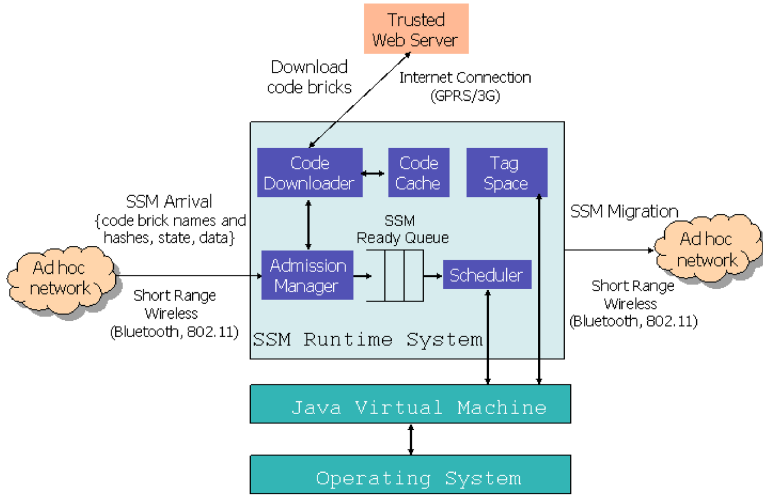 Trusted
Web Server
Download
code bricks
Internet Connection
(GPRS/3G)
Code
Downloader
Code
Cache
Tag
Space
SSM Arrival
{code brick names and
hashes, state, data}
SSM
Ready Queue
SSM Migration
Ad hoc
network
Admission
Manager
Scheduler
Ad hoc
network
Short Range
Wireless
(Bluetooth, 802.11)
Short Range
Wireless
(Bluetooth, 802.11)
SSM Runtime System
Java Virtual Machine
Operating System